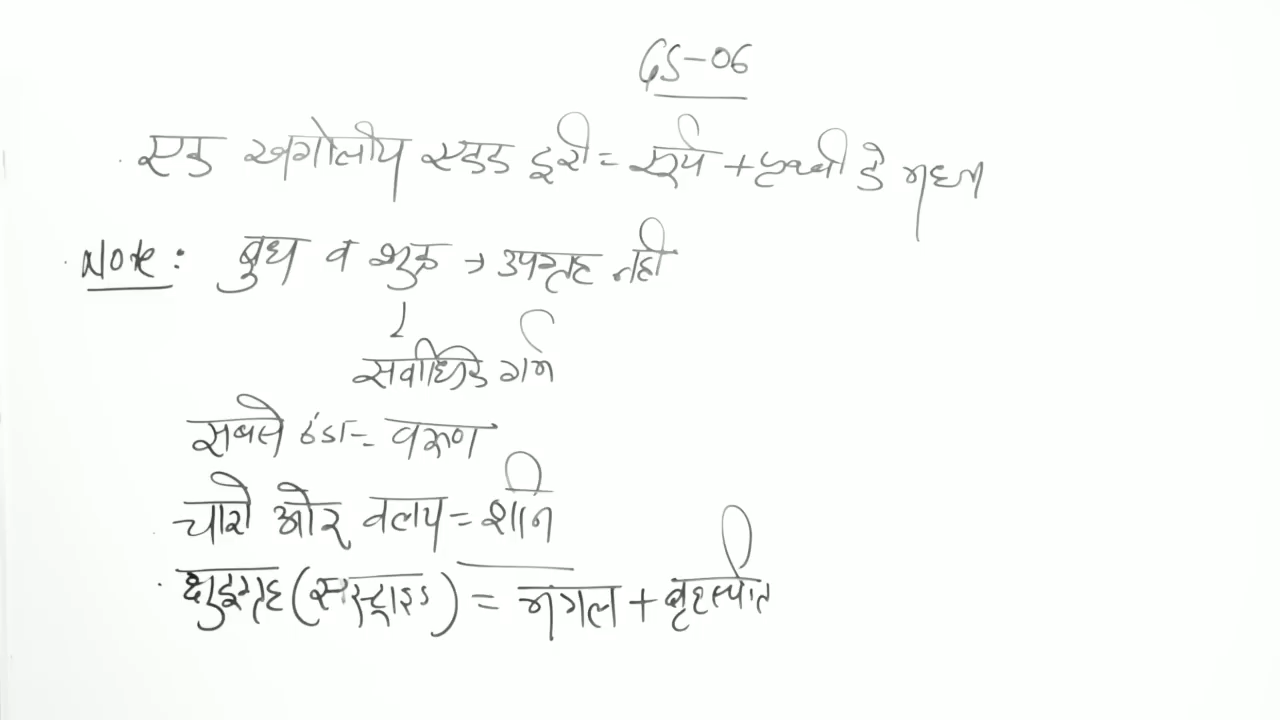 GS-06
एक खगोलीय एकक दूरी = सूर्य + पृथ्वी के मध्य
Note: बुध व शुक्र → उपग्रह नही
सर्वाधिक गर्म
सबसे ठंडा = वरूण
चारो ओर वलय = शनि
क्षुद्रग्रह (एस्ट्राइड) = मंगल + बृहस्पति